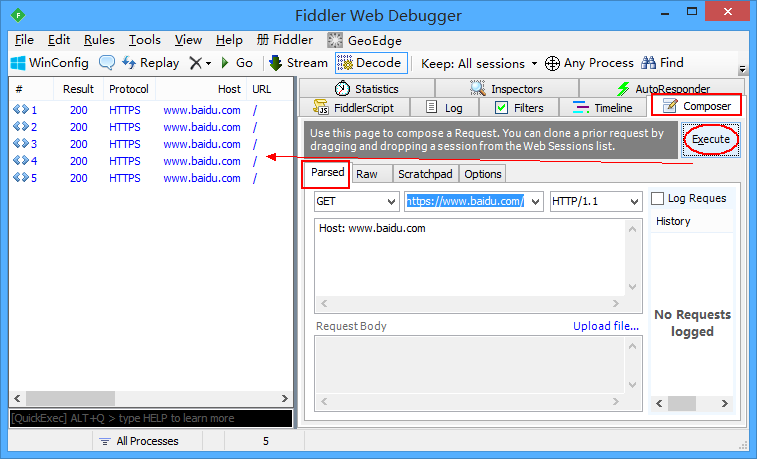 Fiddler Web Debugger
File Edit Rules Tools View Help 册 Fiddler GeoEdge
WinConfig Replay Go Stream Decode Keep: All sessions Any Process Find
# Result Protocol Host URL
1 200 HTTPS www.baidu.com /
2 200 HTTPS www.baidu.com /
3 200 HTTPS www.baidu.com /
4 200 HTTPS www.baidu.com /
5 200 HTTPS www.baidu.com /
[QuickExec] ALT+Q > type HELP to learn more
Statistics Inspectors AutoResponder
FiddlerScript Log Filters Timeline Composer
Use this page to compose a Request. You can clone a prior request by
dragging and dropping a session from the Web Sessions list.
Execute
Parsed Raw Scratchpad Options
GET https://www.baidu.com/ HTTP/1.1
Host: www.baidu.com
Request Body Upload file...
Log Reques
History
No Requests
logged
All Processes 5